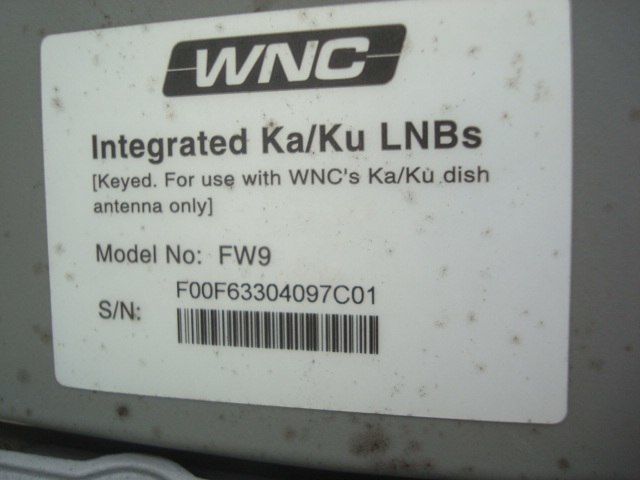 WNC
Integrated Ka/Ku LNBs
[Keyed. For use with WNC's Ka/Ku dish
antenna only]
Model No: FW9
F00F63304097C01
S/N: